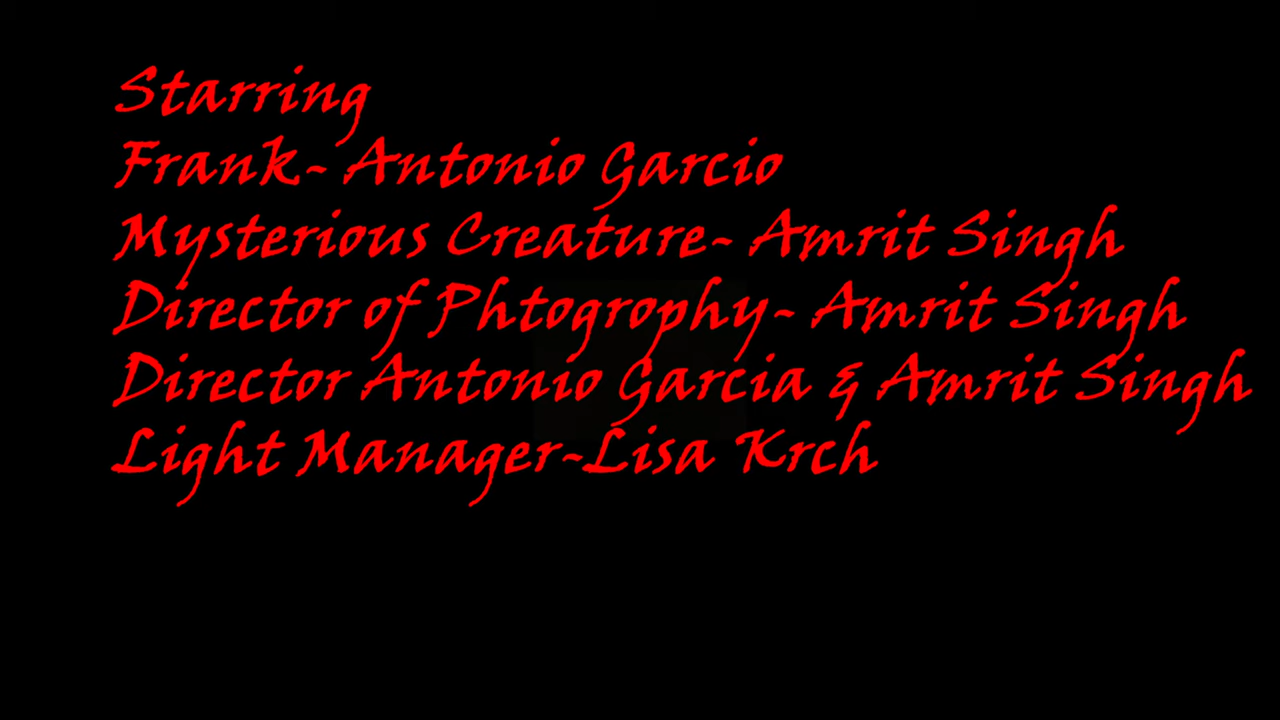 Starring
Frank- Antonio Garcio
Mysterious Creature- Amrit Singh
Director of Phtogrophy- Amrit Singh
Director Antonio Garcia & Amrit Singh
Light Manager-Lisa Krch